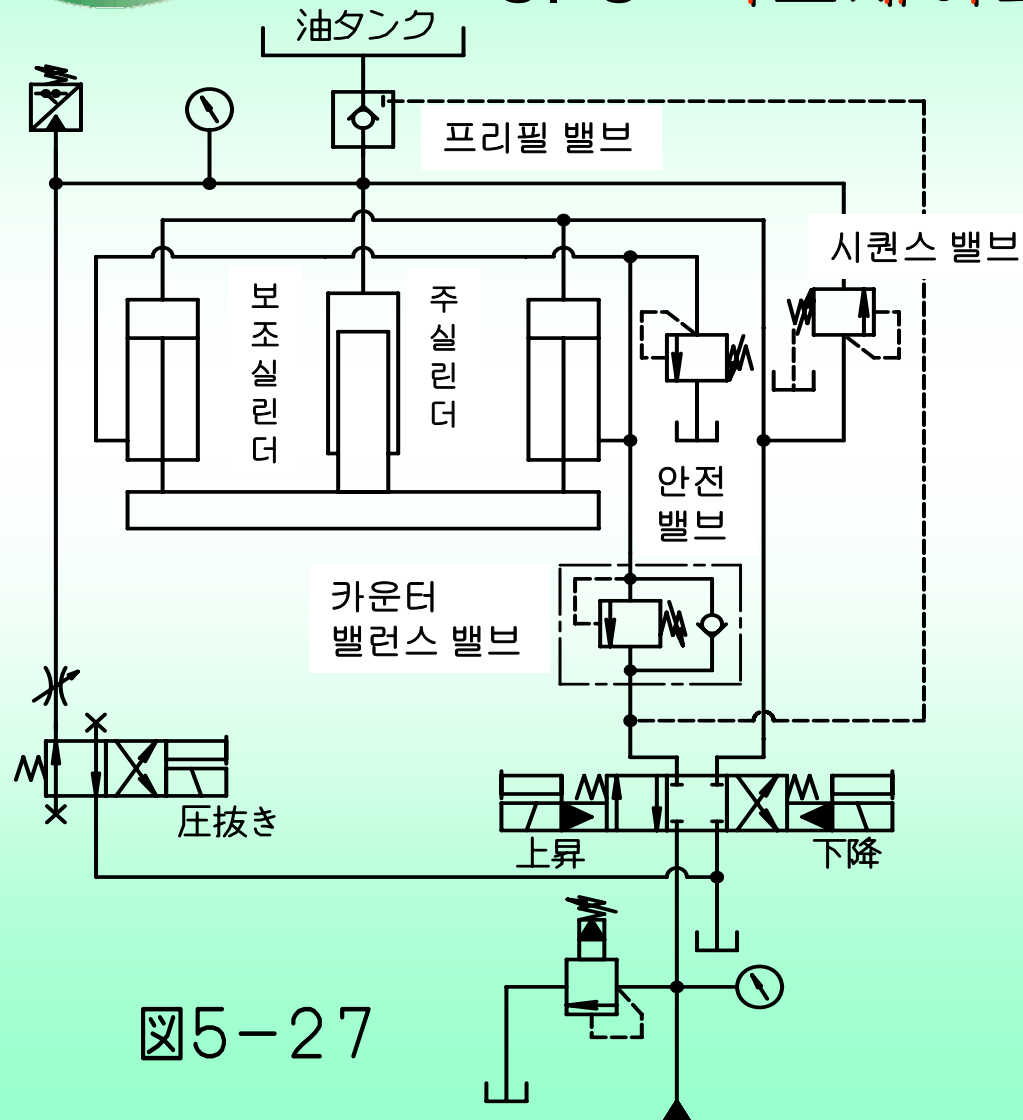 油タンク
프리필 밸브
시퀀스 밸브
보조실린더
주실린더
안전
밸브
카운터
밸런스 밸브
圧抜き
上昇
下降
図5-27